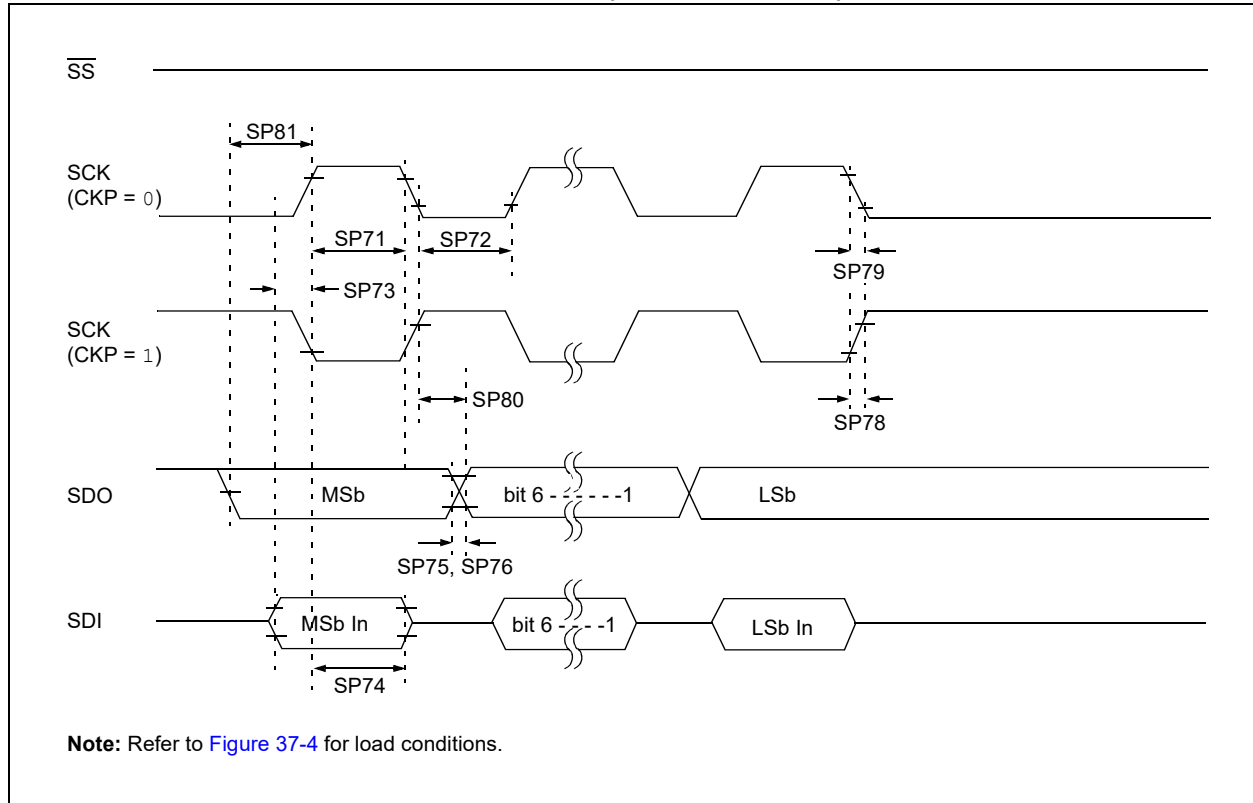 SS
SP81
SCK
(CKP = 0)
SP71
SP72
SP79
SP73
SCK
(CKP = 1)
SP80
SP78
SDO
MSb
bit 6 - - - - - - -1
LSb
SP75, SP76
SDI
MSb In
bit 6 - - - - -1
LSb In
SP74
Note: Refer to Figure 37-4 for load conditions.